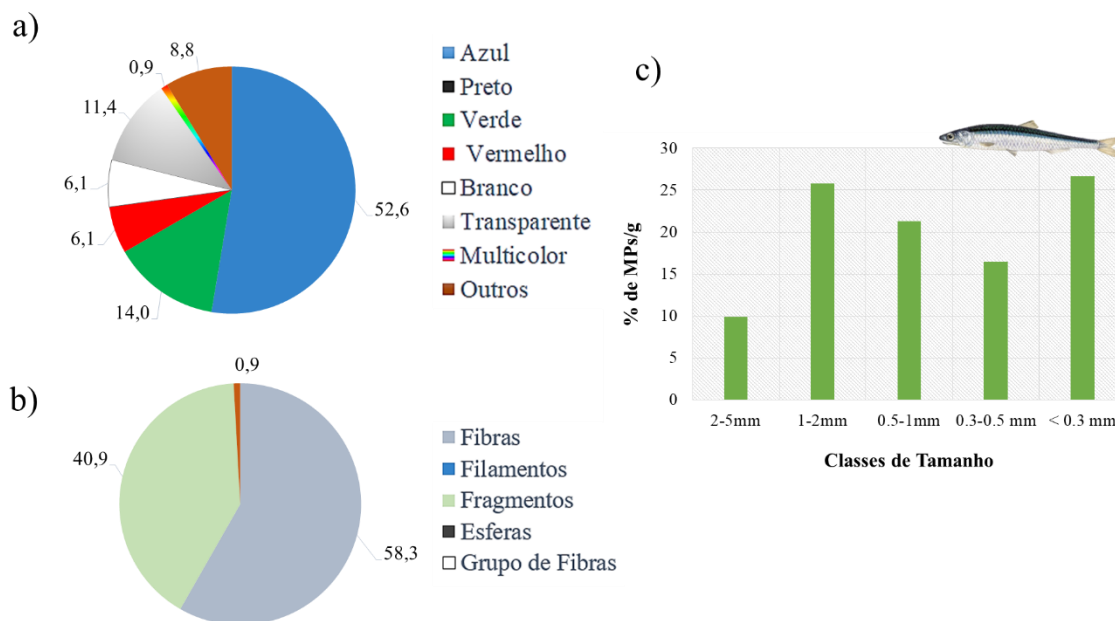 a)
8,8
0,9
11,4
6,1
6,1
14,0
52,6
Azul
Preto
Verde
Vermelho
Branco
Transparente
Multicolor
Outros
b)
0,9
40,9
58,3
Fibras
Filamentos
Fragmentos
Esferas
Grupo de Fibras
c)
% de MPs/g
30
25
20
15
10
5
0
2-5mm 1-2mm 0.5-1mm 0.3-0.5 mm < 0.3 mm
Classes de Tamanho